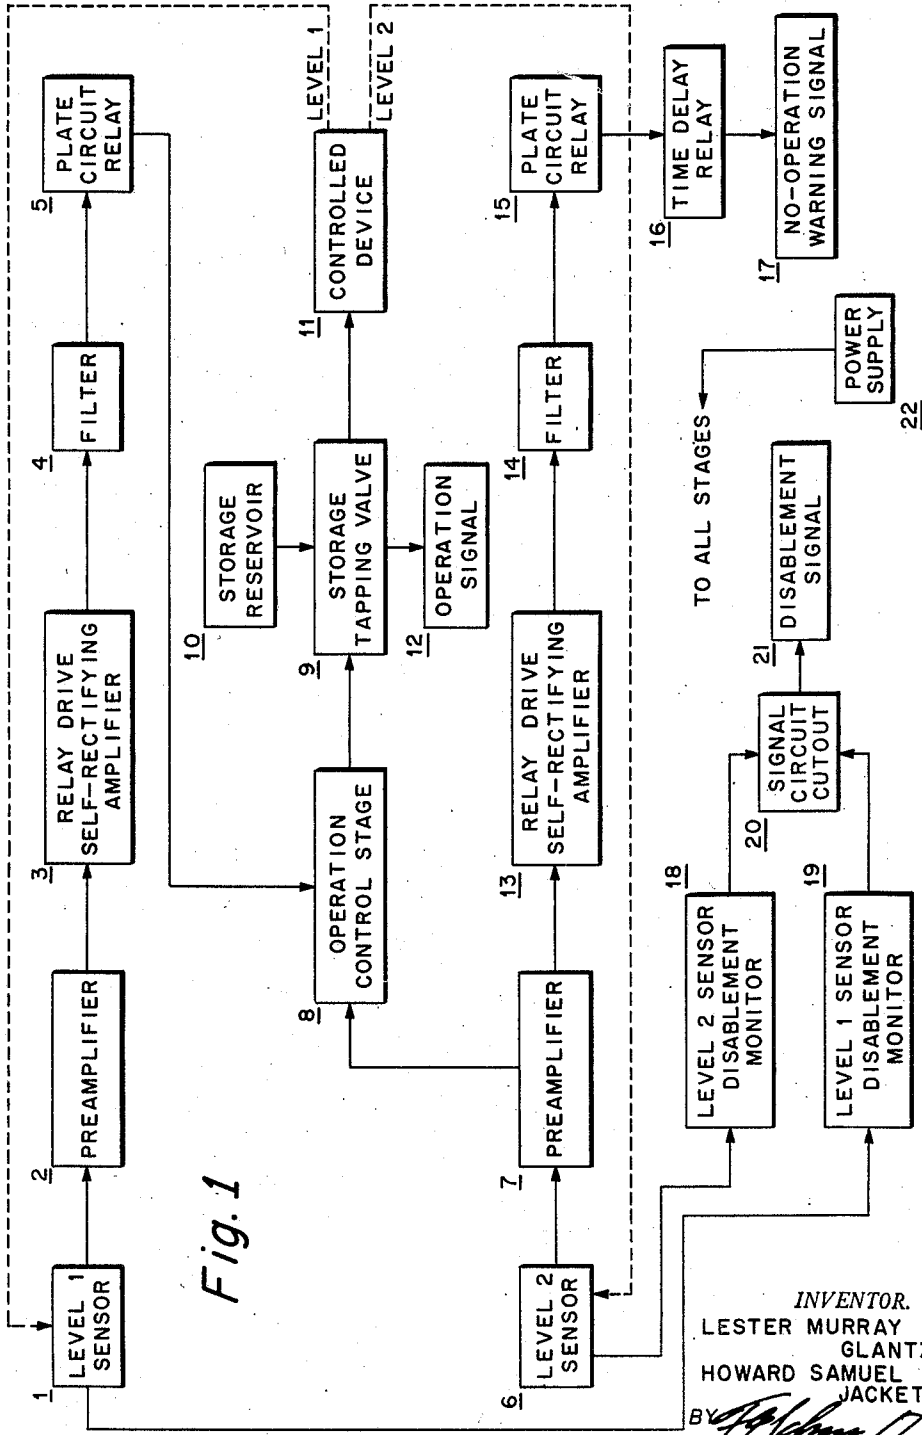 LEVEL 1
LEVEL 2
5
PLATE
CIRCUIT
RELAY
4
FILTER
3
RELAY DRIVE
SELF-RECTIFYING
AMPLIFIER
2
PREAMPLIFIER
1
LEVEL 1
SENSOR
Fig. 1
10
STORAGE
RESERVOIR
11
CONTROLLED
DEVICE
9
STORAGE
TAPPING VALVE
12
OPERATION
SIGNAL
8
OPERATION
CONTROL STAGE
15
PLATE
CIRCUIT
RELAY
14
FILTER
13
RELAY DRIVE
SELF-RECTIFYING
AMPLIFIER
7
PREAMPLIFIER
6
LEVEL 2
SENSOR
16
TIME DELAY
RELAY
17
NO-OPERATION
WARNING SIGNAL
TO ALL STAGES
22
POWER
SUPPLY
21
DISABLEMENT
SIGNAL
20
SIGNAL
CIRCUIT
CUTOUT
18
LEVEL 2 SENSOR
DISABLEMENT
MONITOR
19
LEVEL 1 SENSOR
DISABLEMENT
MONITOR
INVENTOR.
LESTER MURRAY
GLANTZ
HOWARD SAMUEL
JACKET
BY